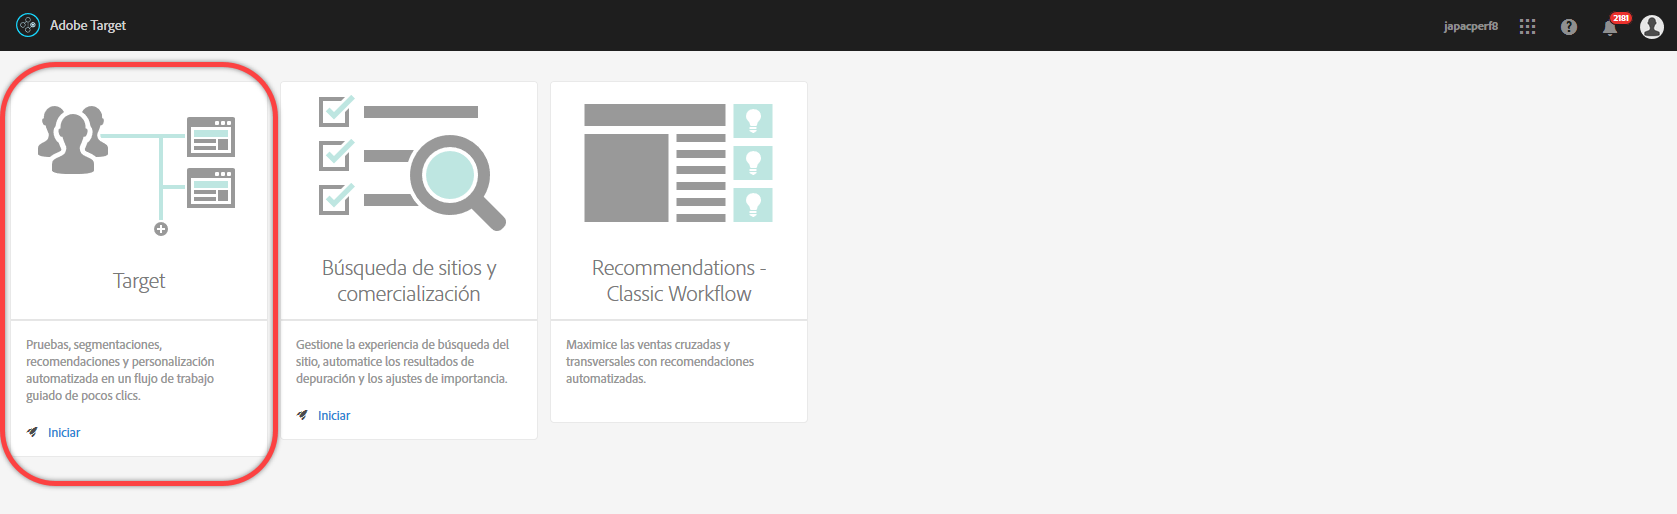 Adobe Target
japacperf8
2181
Target
Pruebas, segmentaciones,
recomendaciones y personalización
automatizada en un flujo de trabajo
guiado de pocos clics.
Iniciar
Búsqueda de sitios y
comercialización
Gestione la experiencia de búsqueda del
sitio, automatice los resultados de
depuración y los ajustes de importancia.
Iniciar
Recommendations -
Classic Workflow
Maximice las ventas cruzadas y
transversales con recomendaciones
automatizadas.